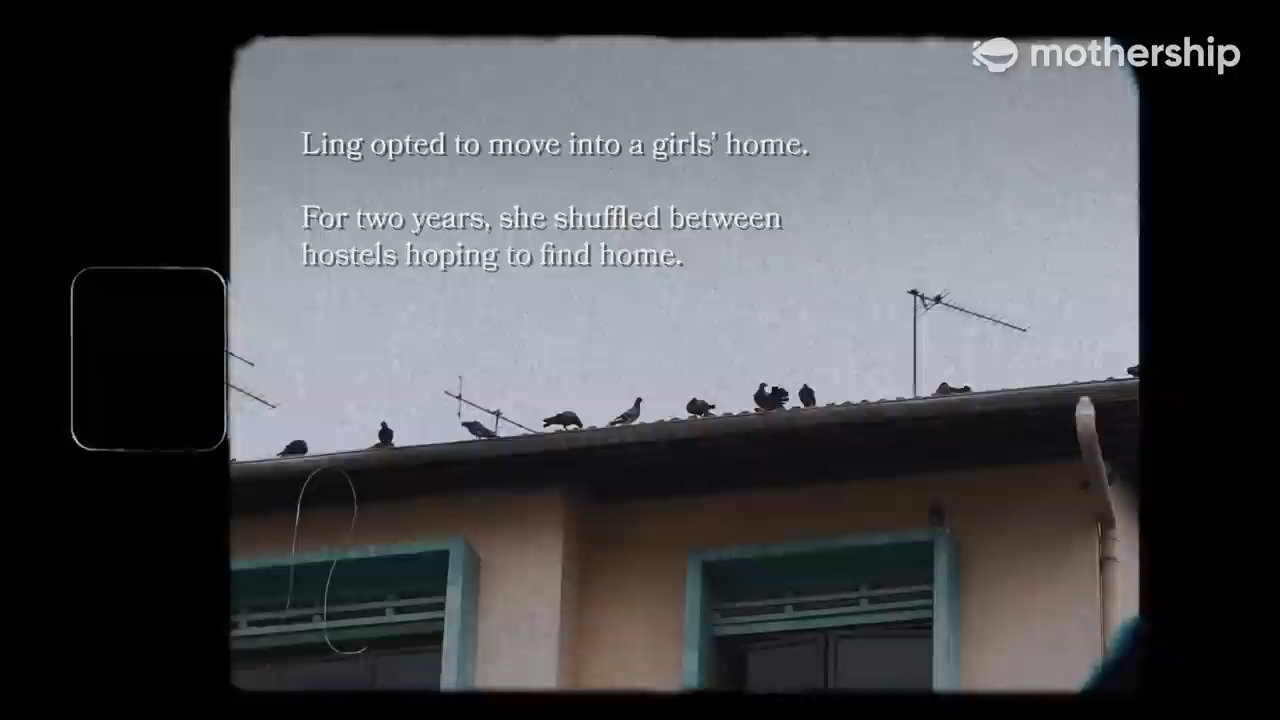 mothership
Ling opted to move into a girls’ home.
For two years, she shuffled between
hostels hoping to find home.